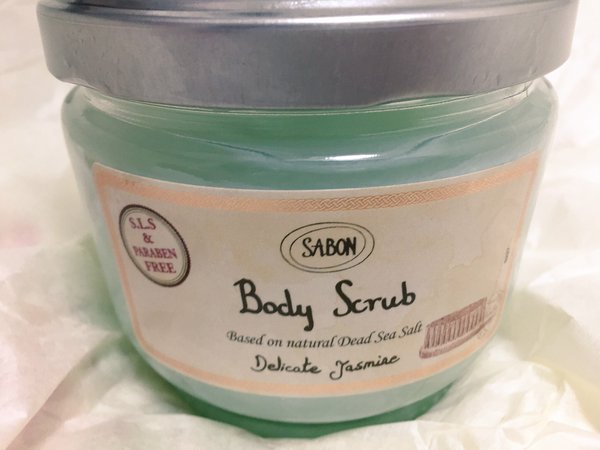 S.L.S
&
PARABEN
FREE
SABON
Body Scrub
Based on natural Dead Sea Salt
Delicate Jasmine